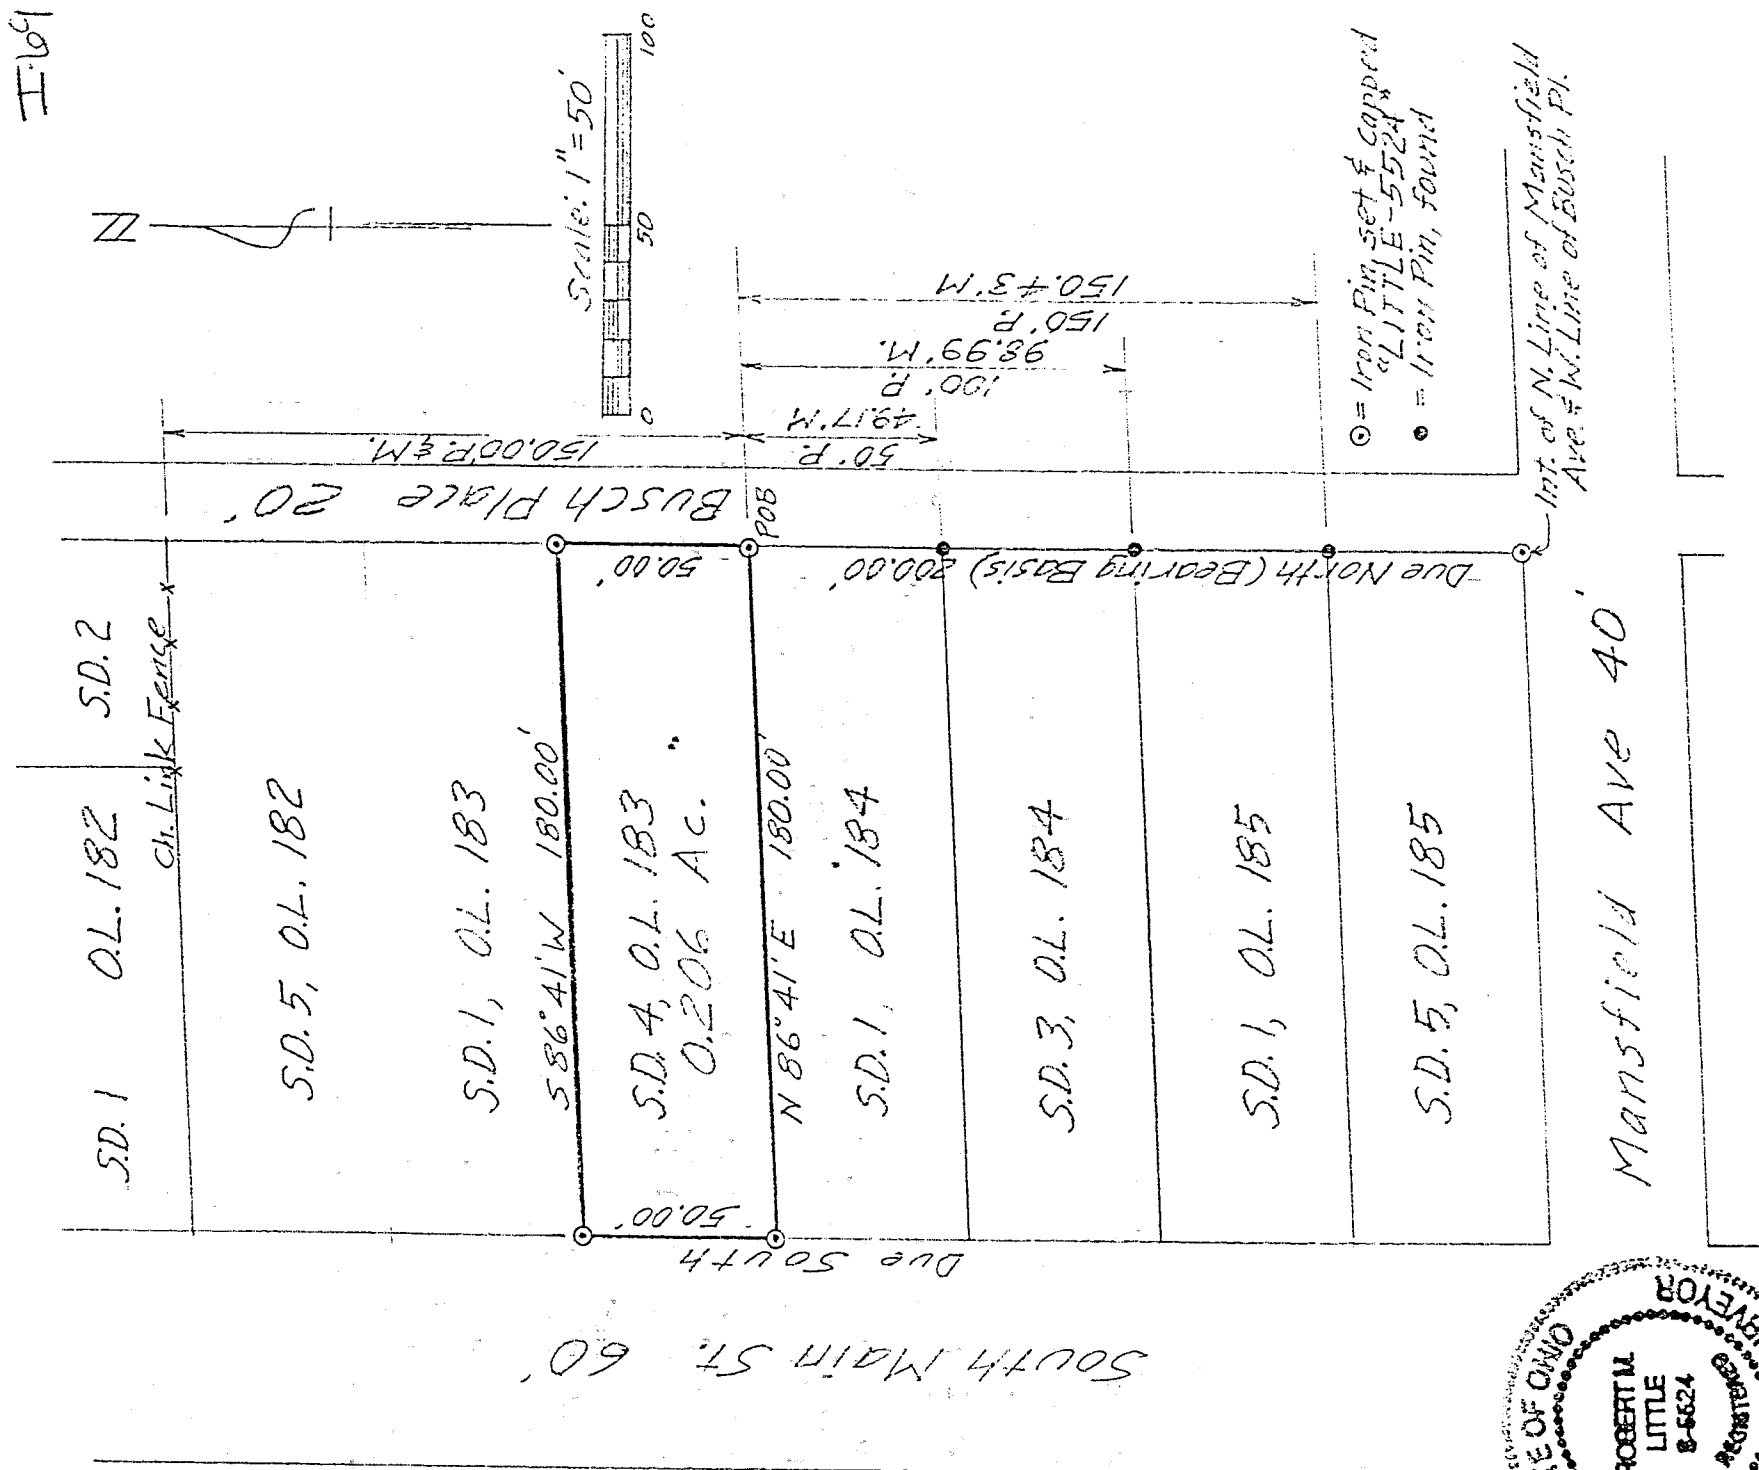 I-69
N
Scale: 1"=50'
0 50 100
S.D. 1 O.L. 182 S.D. 2
Ch. Link Fence
S.D. 5, O.L. 182
S.D. 1, O.L. 183
S 86°41'W 180.00'
S.D. 4, O.L. 183
0.206 Ac.
N 86°41'E 180.00'
S.D. 1, O.L. 184
S.D. 3, O.L. 184
S.D. 1, O.L. 185
S.D. 5, O.L. 185
Mansfield Ave 40'
Busch Place 20'
POB
50.00'
50.00'
Due North (Bearing Basis) 200.00'
Due South
South Main St. 60'
150.00' P. & M.
50' P.
49.17' M
100' P.
98.99' M.
150' P.
150.43' M
= Iron Pin, set & capped
"LITTLE-5524"
= Iron Pin, found
Int. of N. Line of Mansfield
Ave. & W. Line of Busch Pl.
OF OHIO
ROBERT M.
LITTLE
S-5524
REGISTERED